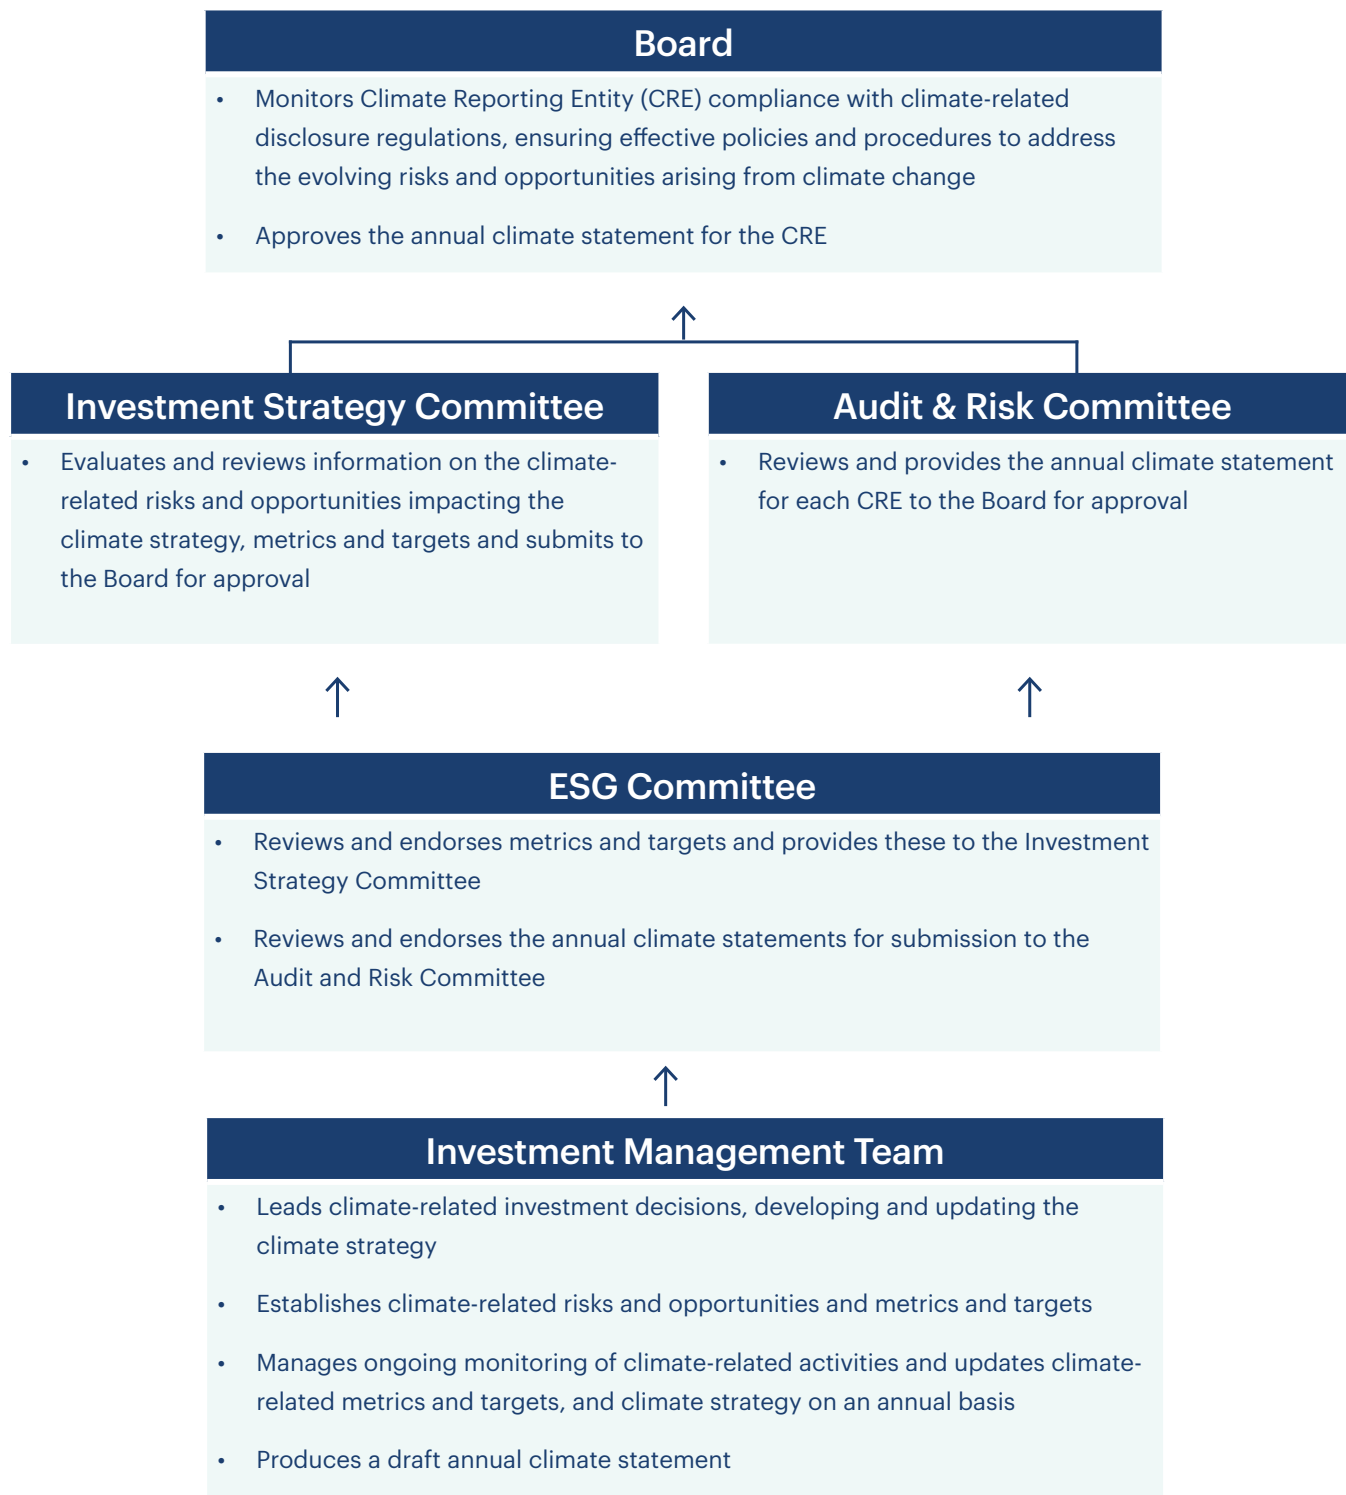 Board
• Monitors Climate Reporting Entity (CRE) compliance with climate-related
disclosure regulations, ensuring effective policies and procedures to address
the evolving risks and opportunities arising from climate change
• Approves the annual climate statement for the CRE
Investment Strategy Committee
• Evaluates and reviews information on the climate-
related risks and opportunities impacting the
climate strategy, metrics and targets and submits to
the Board for approval
Audit & Risk Committee
• Reviews and provides the annual climate statement
for each CRE to the Board for approval
ESG Committee
• Reviews and endorses metrics and targets and provides these to the Investment
Strategy Committee
• Reviews and endorses the annual climate statements for submission to the
Audit and Risk Committee
Investment Management Team
• Leads climate-related investment decisions, developing and updating the
climate strategy
• Establishes climate-related risks and opportunities and metrics and targets
• Manages ongoing monitoring of climate-related activities and updates climate-
related metrics and targets, and climate strategy on an annual basis
• Produces a draft annual climate statement